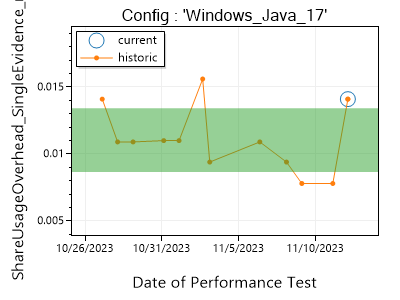 Config : 'Windows_Java_17'
current
historic
0.015
0.01
0.005
10/26/2023
10/31/2023
11/5/2023
11/10/2023
Date of Performance Test
ShareUsageOverhead_SingleEvidence_